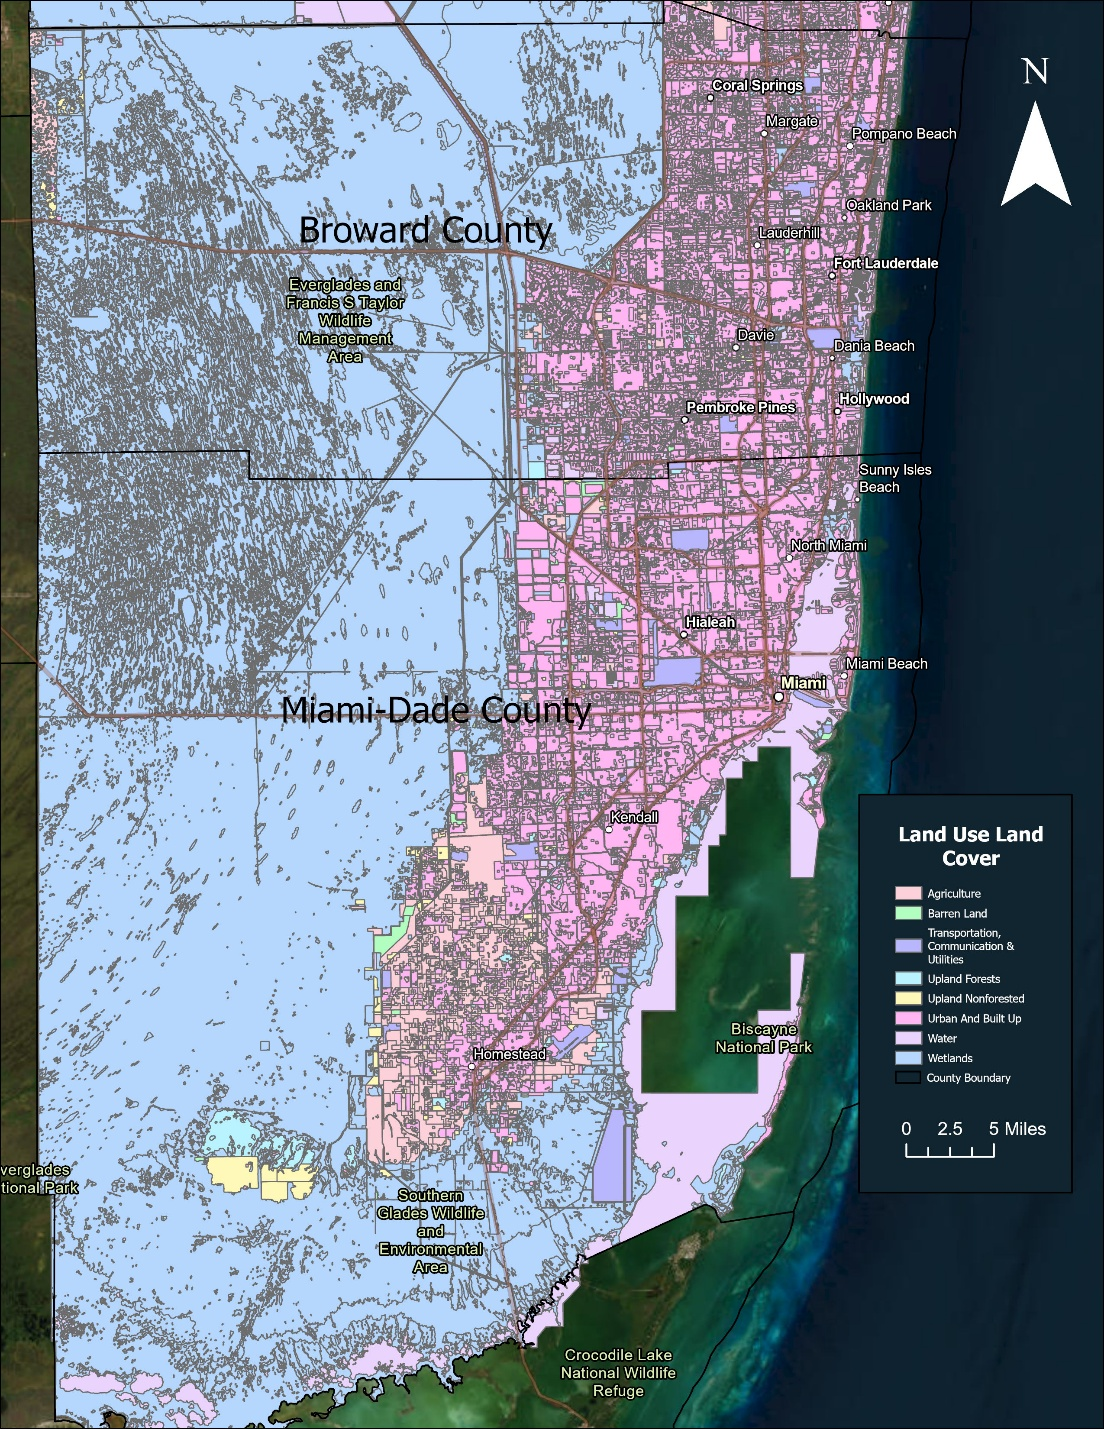 N
Coral Springs
Margate
Pompano Beach
Oakland Park
Lauderhill
Broward County
Fort Lauderdale
Everglades and
Francis S Taylor
Wildlife
Management
Area
Davie
Dania Beach
Hollywood
Pembroke Pines
Sunny Isles
Beach
North Miami
Hialeah
Miami Beach
Miami
Miami-Dade County
Kendall
Land Use Land
Cover
Agriculture
Barren Land
Transportation,
Communication &
Utilities
Upland Forests
Upland Nonforested
Urban And Built Up
Water
Wetlands
County Boundary
0 2.5 5 Miles
Biscayne
National Park
Homestead
verglades
tional Park
Southern
Glades Wildlife
and
Environmental
Area
Crocodile Lake
National Wildlife
Refuge